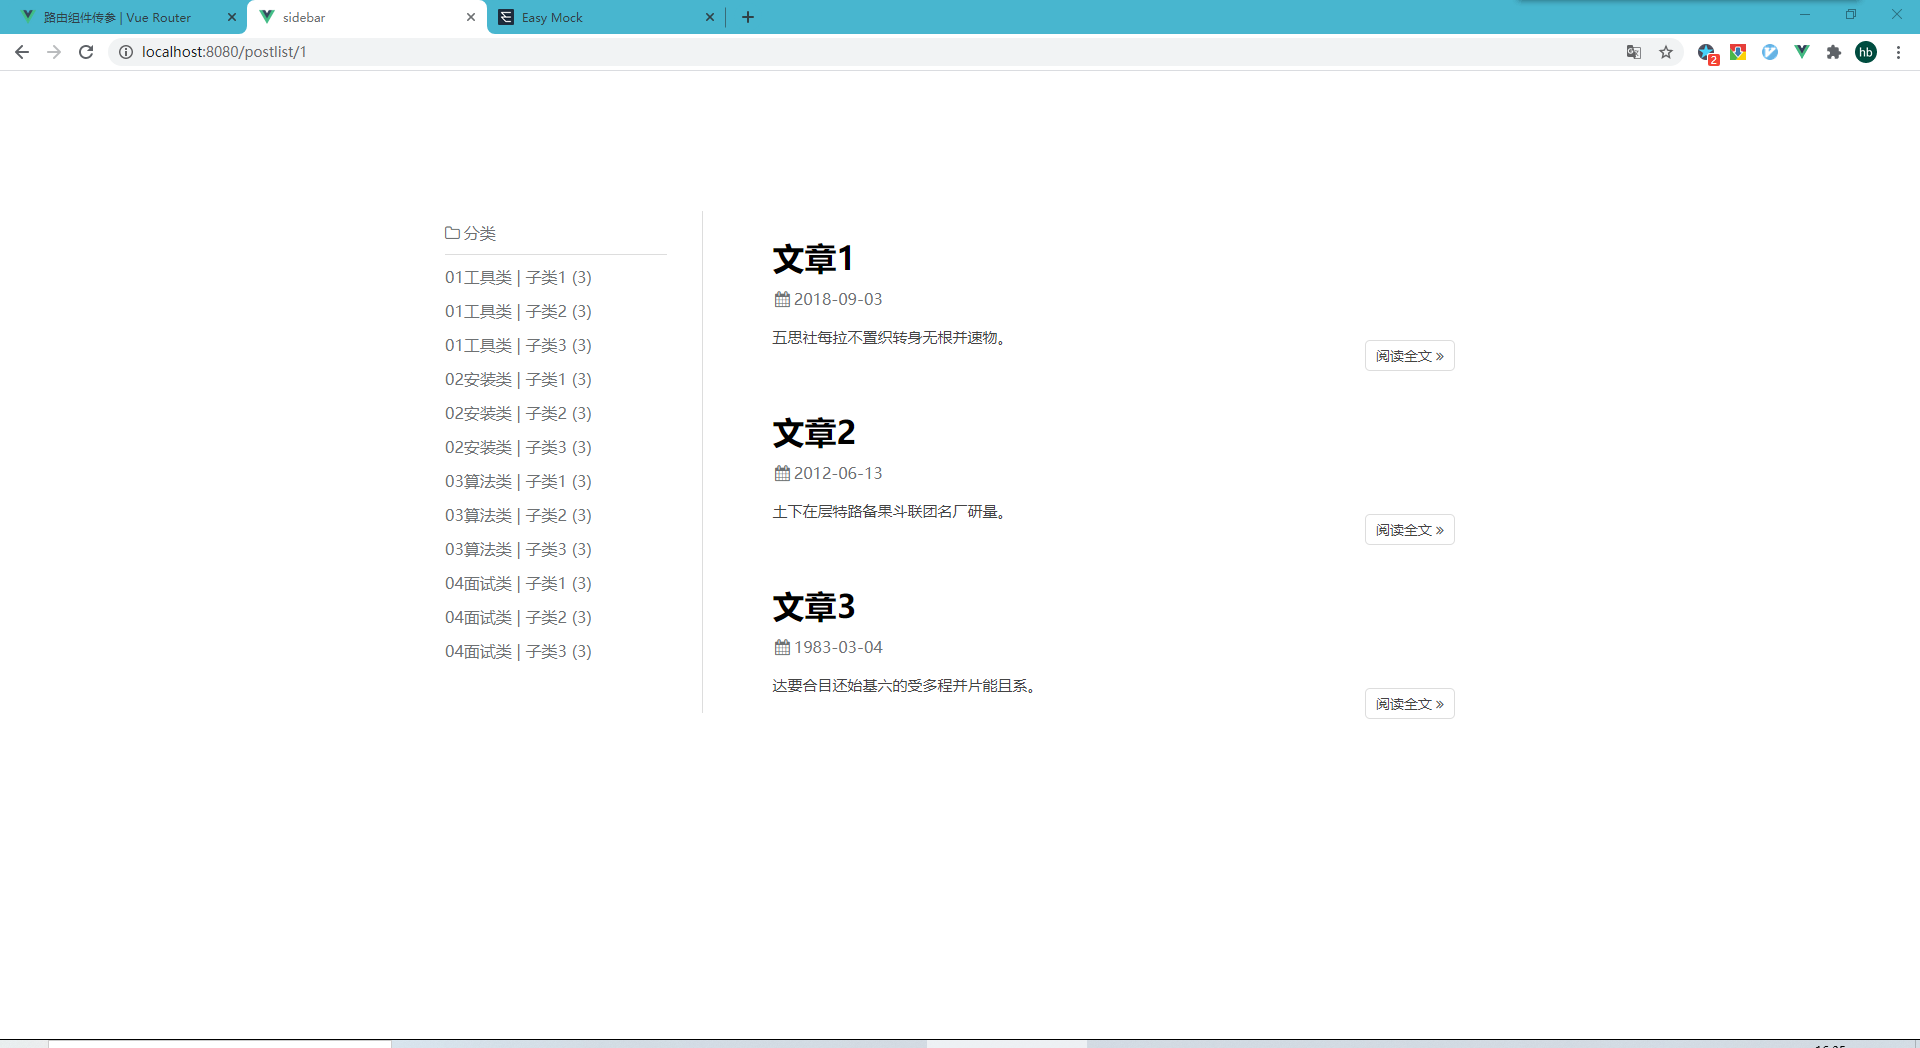 路由组件传参 | Vue Router
sidebar
Easy Mock
localhost:8080/postlist/1
2
hb
分类
01工具类 | 子类1 (3)
01工具类 | 子类2 (3)
01工具类 | 子类3 (3)
02安装类 | 子类1 (3)
02安装类 | 子类2 (3)
02安装类 | 子类3 (3)
03算法类 | 子类1 (3)
03算法类 | 子类2 (3)
03算法类 | 子类3 (3)
04面试类 | 子类1 (3)
04面试类 | 子类2 (3)
04面试类 | 子类3 (3)
文章1
2018-09-03
五思社每拉不置织转身无根并速物。
阅读全文 »
文章2
2012-06-13
土下在层特路备果斗联团名厂研量。
阅读全文 »
文章3
1983-03-04
达要合目还始基六的受多程并片能且系。
阅读全文 »